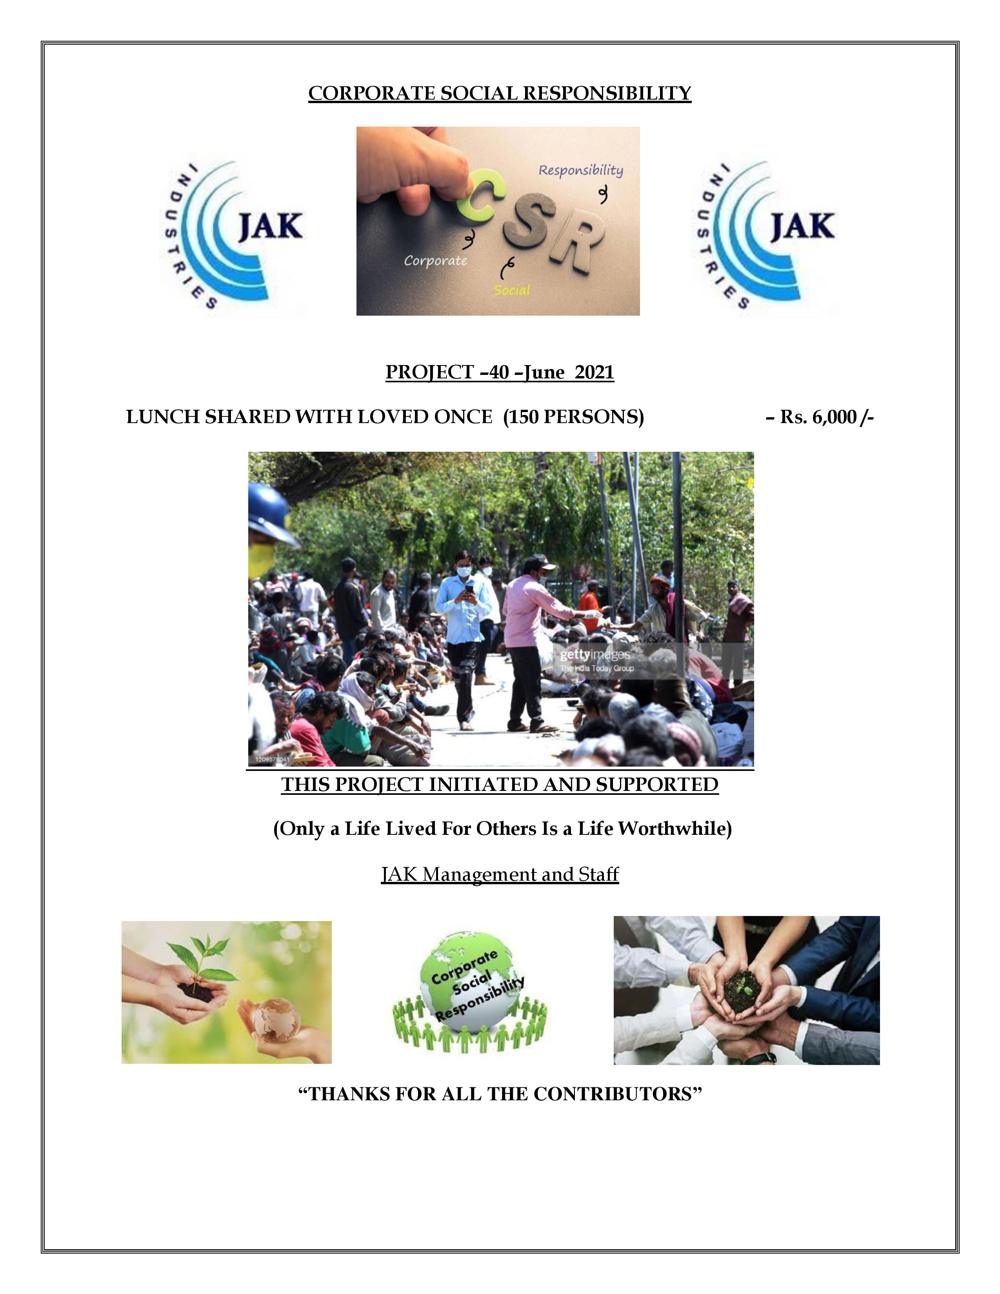 CORPORATE SOCIAL RESPONSIBILITY
INDUSTRIES
JAK
CSR
Responsibility
Corporate
Social
INDUSTRIES
JAK
PROJECT –40 –June 2021
LUNCH SHARED WITH LOVED ONCE (150 PERSONS) – Rs. 6,000 /-
gettyimages
The India Today Group
THIS PROJECT INITIATED AND SUPPORTED
(Only a Life Lived For Others Is a Life Worthwhile)
JAK Management and Staff
Corporate
Social
Responsibility
“THANKS FOR ALL THE CONTRIBUTORS”